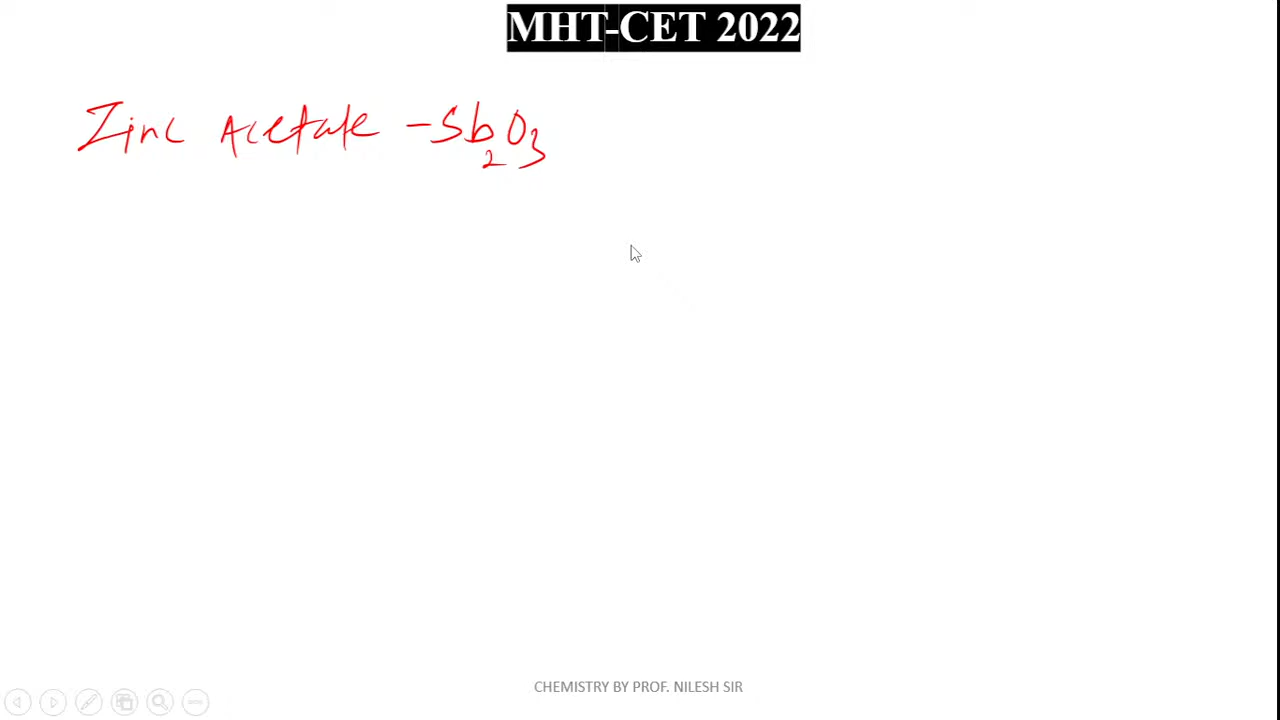 MHT-CET 2022
Zinc Acetate - Sb2O3
CHEMISTRY BY PROF. NILESH SIR